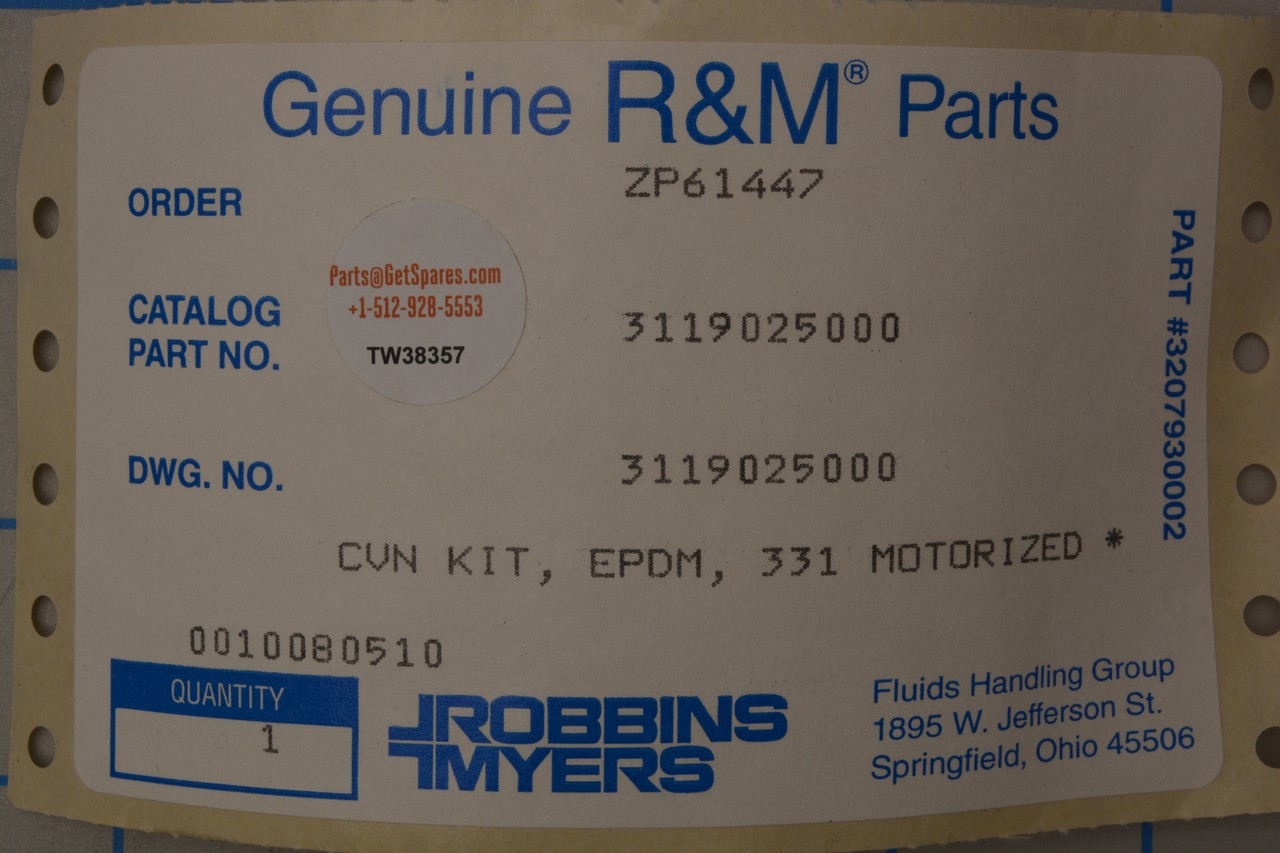 Genuine R&M® Parts
ORDER
ZP61447
Parts@GetSpares.com
+1-512-928-5553
TW38357
CATALOG
PART NO.
3119025000
DWG. NO.
3119025000
CVN KIT, EPDM, 331 MOTORIZED *
0010080510
QUANTITY
1
ROBBINS
MYERS
Fluids Handling Group
1895 W. Jefferson St.
Springfield, Ohio 45506
PART #3207930002